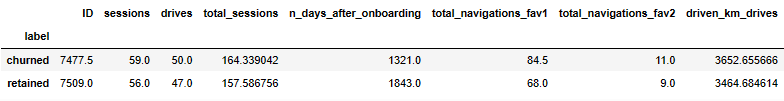 ID sessions drives total_sessions n_days_after_onboarding total_navigations_fav1 total_navigations_fav2 driven_km_drives
label
churned 7477.5 59.0 50.0 164.339042 1321.0 84.5 11.0 3652.655666
retained 7509.0 56.0 47.0 157.586756 1843.0 68.0 9.0 3464.684614